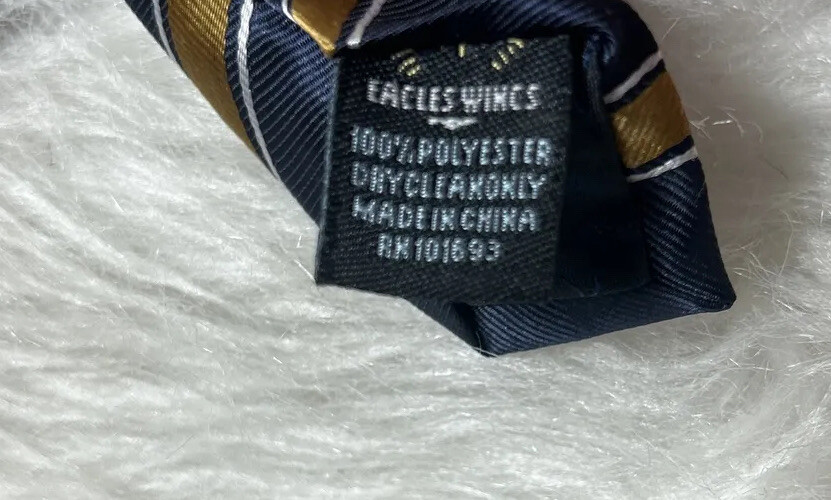 EAGLES WINGS
100% POLYESTER
DRY CLEAN ONLY
MADE IN CHINA
RN 101693